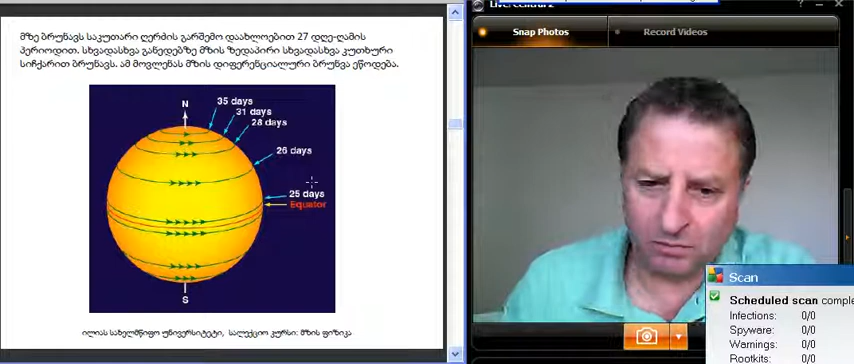 მზე ბრუნავს საკუთარი ღერძის გარშემო დაახლოებით 27 დღე-ღამის
პერიოდით. სხვადასხვა განედებზე მზის ზედაპირი სხვადასხვა კუთხური
სიჩქარით ბრუნავს. ამ მოვლენას მზის დიფერენციალური ბრუნვა ეწოდება.
N
35 days
31 days
28 days
26 days
25 days
Equator
S
ილიას სახელმწიფო უნივერსიტეტი, სალექციო კურსი: მზის ფიზიკა
Snap Photos
Record Videos
Scan
Scheduled scan comple
Infections: 0/0
Spyware: 0/0
Warnings: 0/0
Rootkits: 0/0